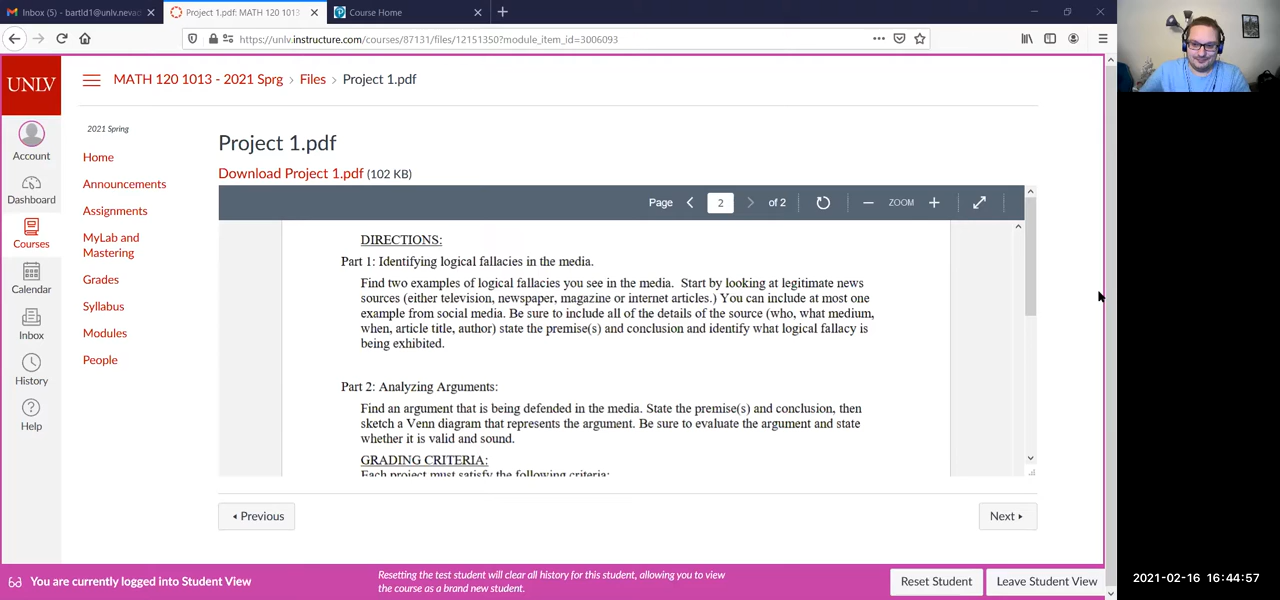 Inbox (5) - bartld1@univ.neva
Project 1.pdf: MATH 120 1013
Course Home
https://unlv.instructure.com/courses/87131/files/12151350?module_item_id=3006093
UNLV
MATH 120 1013 - 2021 Sprg › Files › Project 1.pdf
2021 Spring
Account
Dashboard
Courses
Calendar
Inbox
History
Help
Home
Announcements
Assignments
MyLab and
Mastering
Grades
Syllabus
Modules
People
Project 1.pdf
Download Project 1.pdf (102 KB)
Page 2 of 2 ZOOM
DIRECTIONS:
Part 1: Identifying logical fallacies in the media.
Find two examples of logical fallacies you see in the media. Start by looking at legitimate news
sources (either television, newspaper, magazine or internet articles.) You can include at most one
example from social media. Be sure to include all of the details of the source (who, what medium,
when, article title, author) state the premise(s) and conclusion and identify what logical fallacy is
being exhibited.
Part 2: Analyzing Arguments:
Find an argument that is being defended in the media. State the premise(s) and conclusion, then
sketch a Venn diagram that represents the argument. Be sure to evaluate the argument and state
whether it is valid and sound.
GRADING CRITERIA:
Each project must satisfy the following criteria:
Previous
Next
You are currently logged into Student View
Resetting the test student will clear all history for this student, allowing you to view
the course as a brand new student.
Reset Student
Leave Student View
2021-02-16 16:44:57